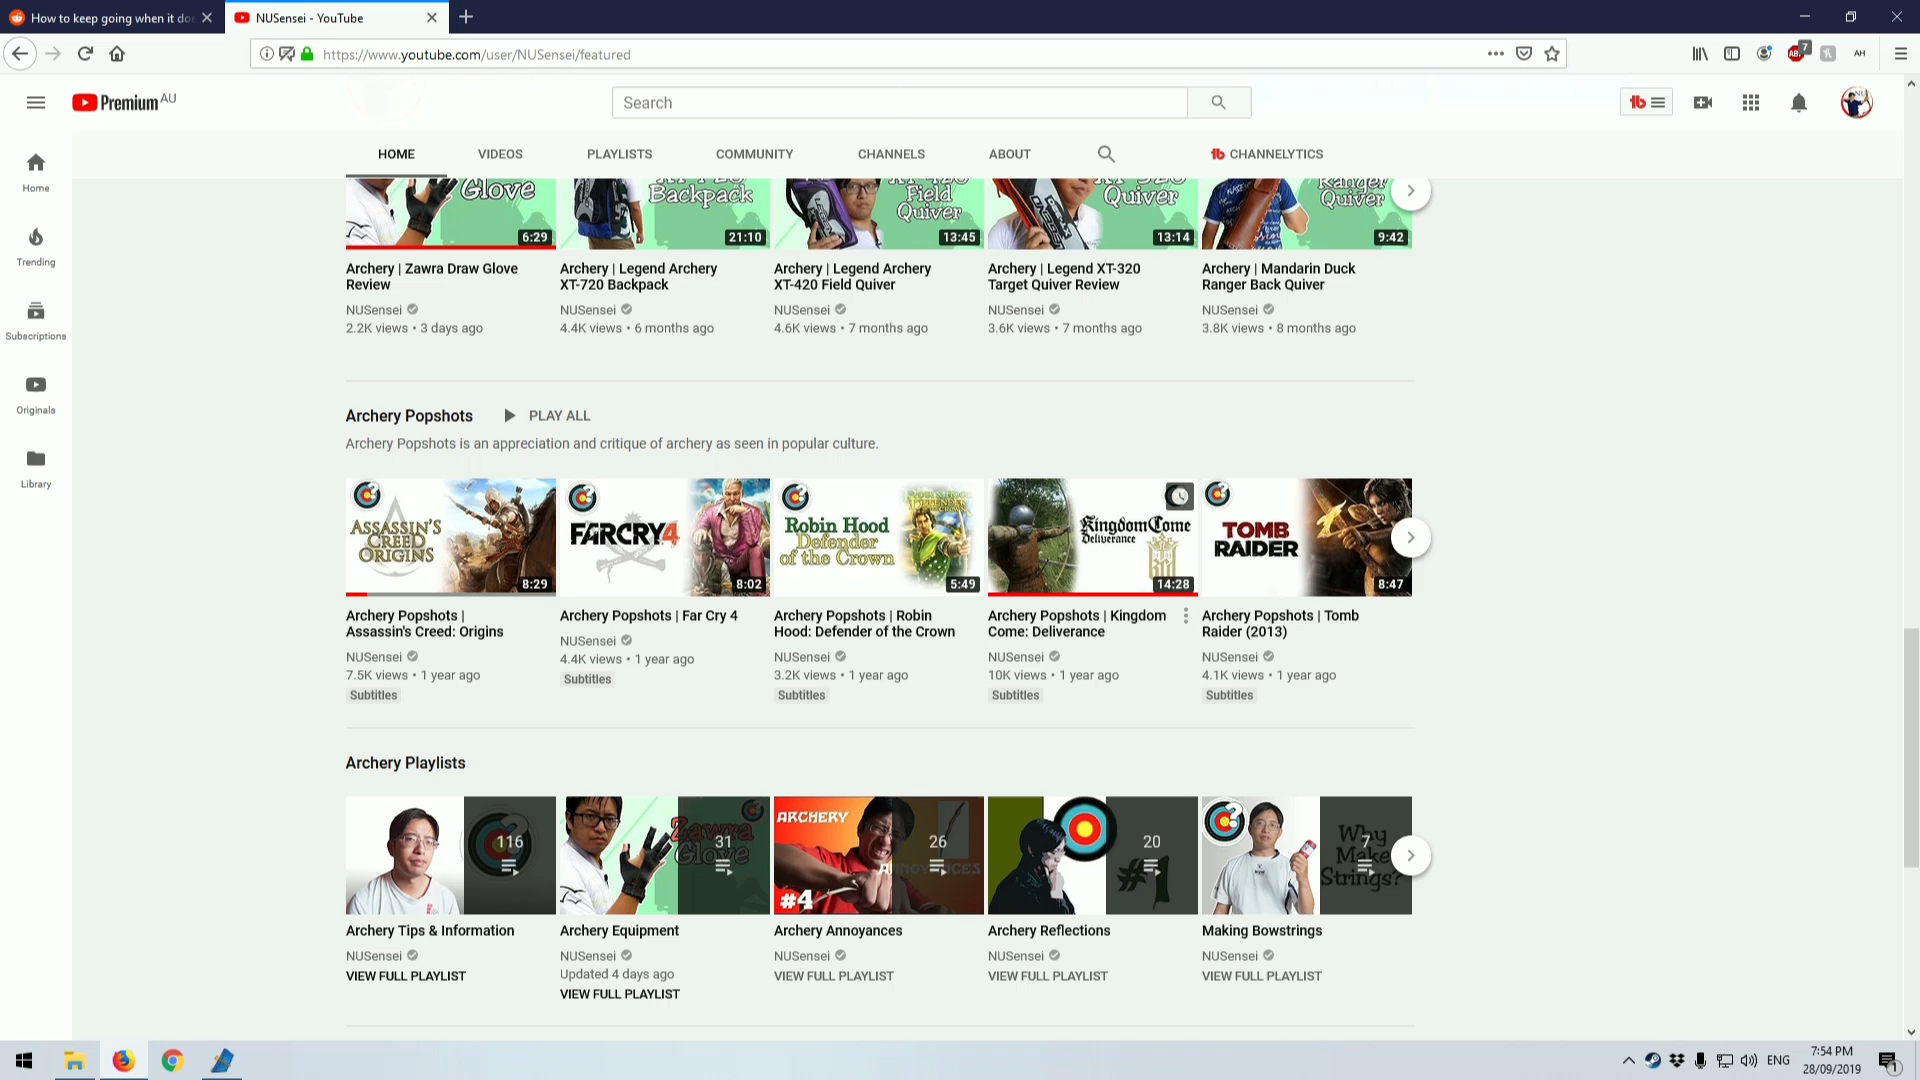 How to keep going when it do
NUSensei - YouTube
https://www.youtube.com/user/NUSensei/featured
7
AH
Premium AU
Search
HOME
VIDEOS
PLAYLISTS
COMMUNITY
CHANNELS
ABOUT
CHANNELYTICS
Home
Trending
Subscriptions
Originals
Library
Glove
6:29
Backpack
21:10
Field
Quiver
13:45
Quiver
13:14
Ranger
Quiver
9:42
Archery | Zawra Draw Glove
Review
NUSensei
2.2K views • 3 days ago
Archery | Legend Archery
XT-720 Backpack
NUSensei
4.4K views • 6 months ago
Archery | Legend Archery
XT-420 Field Quiver
NUSensei
4.6K views • 7 months ago
Archery | Legend XT-320
Target Quiver Review
NUSensei
3.6K views • 7 months ago
Archery | Mandarin Duck
Ranger Back Quiver
NUSensei
3.8K views • 8 months ago
Archery Popshots
PLAY ALL
Archery Popshots is an appreciation and critique of archery as seen in popular culture.
ASSASSIN'S
CREED
ORIGINS
8:29
FARCRY4
8:02
Robin Hood
Defender
of the Crown
5:49
Kingdom Come
Deliverance
14:28
TOMB
RAIDER
8:47
Archery Popshots |
Assassin's Creed: Origins
NUSensei
7.5K views • 1 year ago
Subtitles
Archery Popshots | Far Cry 4
NUSensei
4.4K views • 1 year ago
Subtitles
Archery Popshots | Robin
Hood: Defender of the Crown
NUSensei
3.2K views • 1 year ago
Subtitles
Archery Popshots | Kingdom
Come: Deliverance
NUSensei
10K views • 1 year ago
Subtitles
Archery Popshots | Tomb
Raider (2013)
NUSensei
4.1K views • 1 year ago
Subtitles
Archery Playlists
116
Zawra
Glove
31
ARCHERY
ANNOYANCES
#4
26
#1
20
Why
Make
Strings?
7
Archery Tips & Information
NUSensei
VIEW FULL PLAYLIST
Archery Equipment
NUSensei
Updated 4 days ago
VIEW FULL PLAYLIST
Archery Annoyances
NUSensei
VIEW FULL PLAYLIST
Archery Reflections
NUSensei
VIEW FULL PLAYLIST
Making Bowstrings
NUSensei
VIEW FULL PLAYLIST
ENG
7:54 PM
28/09/2019
1